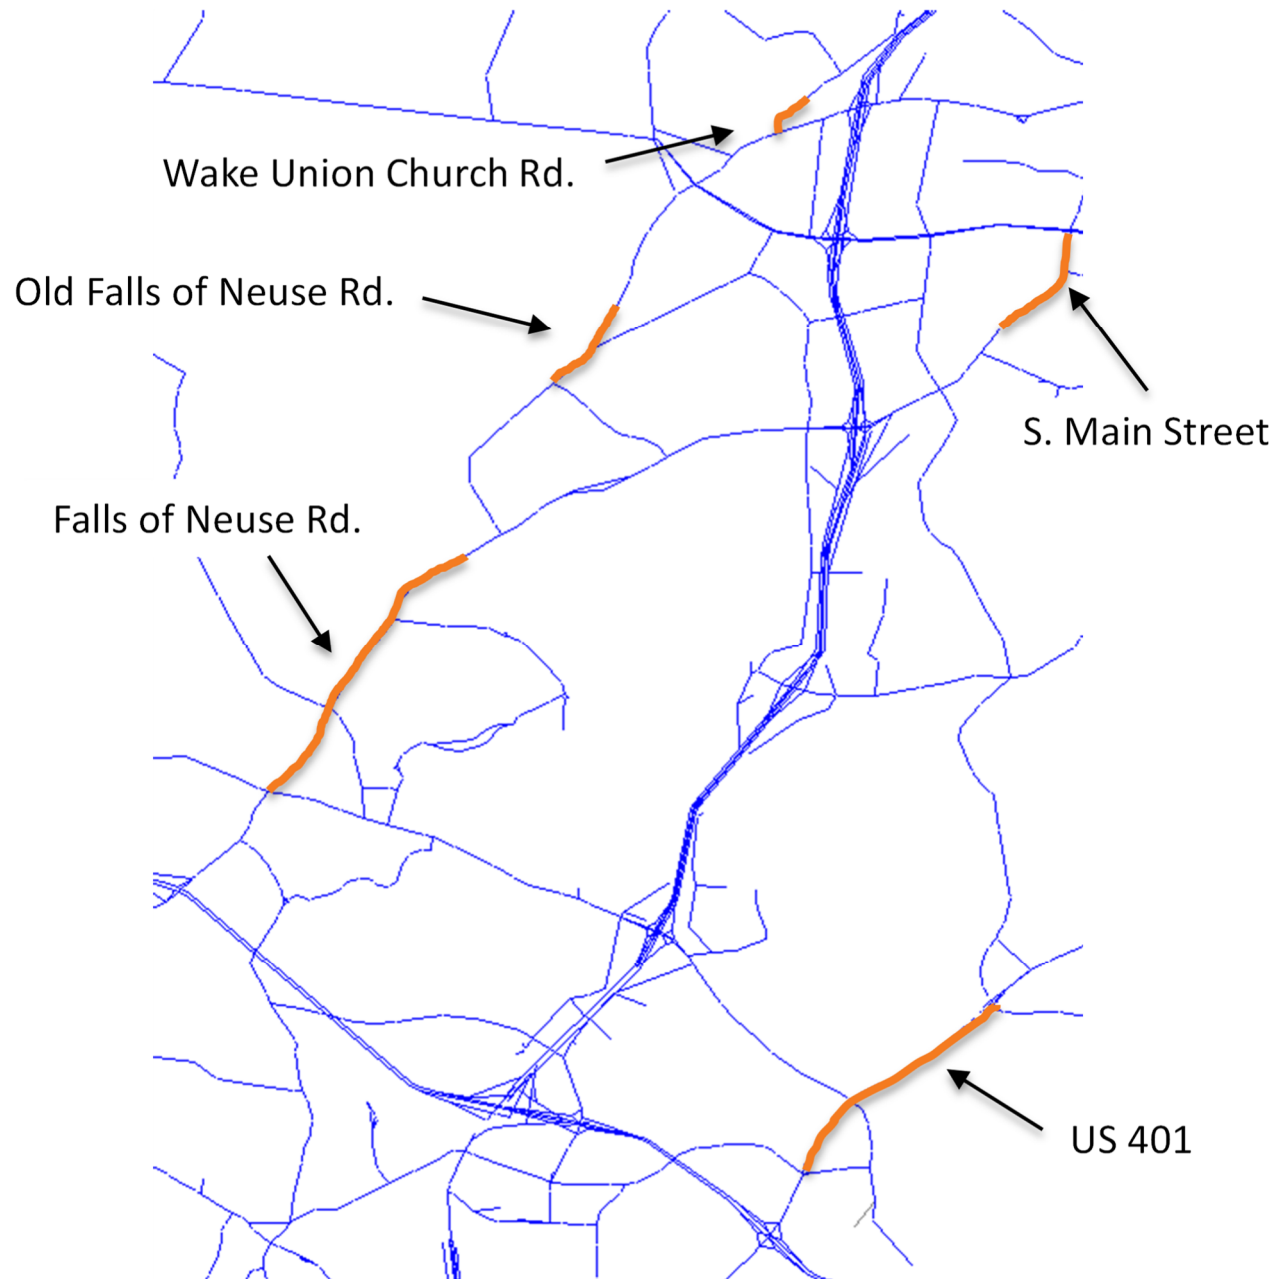 Wake Union Church Rd.
Old Falls of Neuse Rd.
S. Main Street
Falls of Neuse Rd.
US 401